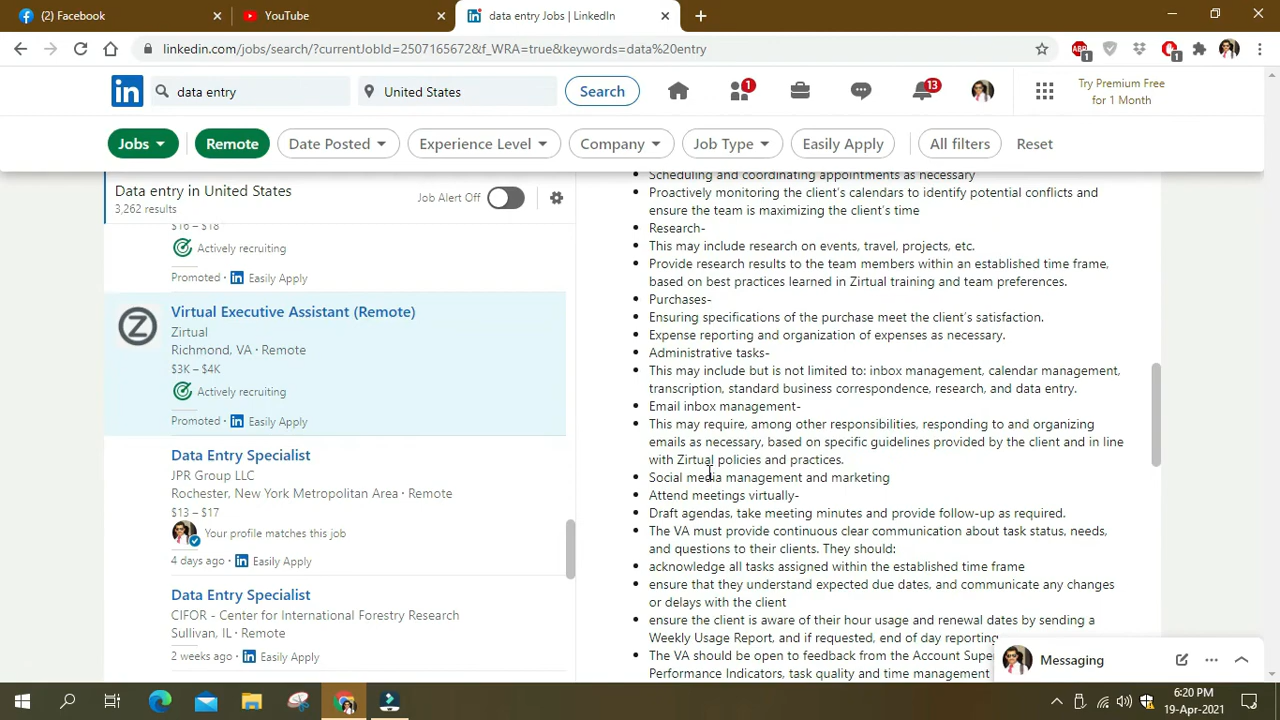 (2) Facebook
YouTube
data entry Jobs | LinkedIn
linkedin.com/jobs/search/?currentJobId=2507165672&f_WRA=true&keywords=data%20entry
ABP
1
1
in
data entry
United States
Search
1
13
Try Premium Free
for 1 Month
Jobs
Remote
Date Posted
Experience Level
Company
Job Type
Easily Apply
All filters
Reset
Data entry in United States
3,262 results
Job Alert Off
$16 – $18
Actively recruiting
Promoted · in Easily Apply
Z
Virtual Executive Assistant (Remote)
Zirtual
Richmond, VA · Remote
$3K – $4K
Actively recruiting
Promoted · in Easily Apply
Data Entry Specialist
JPR Group LLC
Rochester, New York Metropolitan Area · Remote
$13 – $17
Your profile matches this job
4 days ago · in Easily Apply
Data Entry Specialist
CIFOR - Center for International Forestry Research
Sullivan, IL · Remote
2 weeks ago · in Easily Apply
Scheduling and coordinating appointments as necessary
Proactively monitoring the client's calendars to identify potential conflicts and
ensure the team is maximizing the client's time
Research-
This may include research on events, travel, projects, etc.
Provide research results to the team members within an established time frame,
based on best practices learned in Zirtual training and team preferences.
Purchases-
Ensuring specifications of the purchase meet the client's satisfaction.
Expense reporting and organization of expenses as necessary.
Administrative tasks-
This may include but is not limited to: inbox management, calendar management,
transcription, standard business correspondence, research, and data entry.
Email inbox management-
This may require, among other responsibilities, responding to and organizing
emails as necessary, based on specific guidelines provided by the client and in line
with Zirtual policies and practices.
Social media management and marketing
Attend meetings virtually-
Draft agendas, take meeting minutes and provide follow-up as required.
The VA must provide continuous clear communication about task status, needs,
and questions to their clients. They should:
acknowledge all tasks assigned within the established time frame
ensure that they understand expected due dates, and communicate any changes
or delays with the client
ensure the client is aware of their hour usage and renewal dates by sending a
Weekly Usage Report, and if requested, end of day reporting
The VA should be open to feedback from the Account Supe
Performance Indicators, task quality and time management
Messaging
6:20 PM
19-Apr-2021